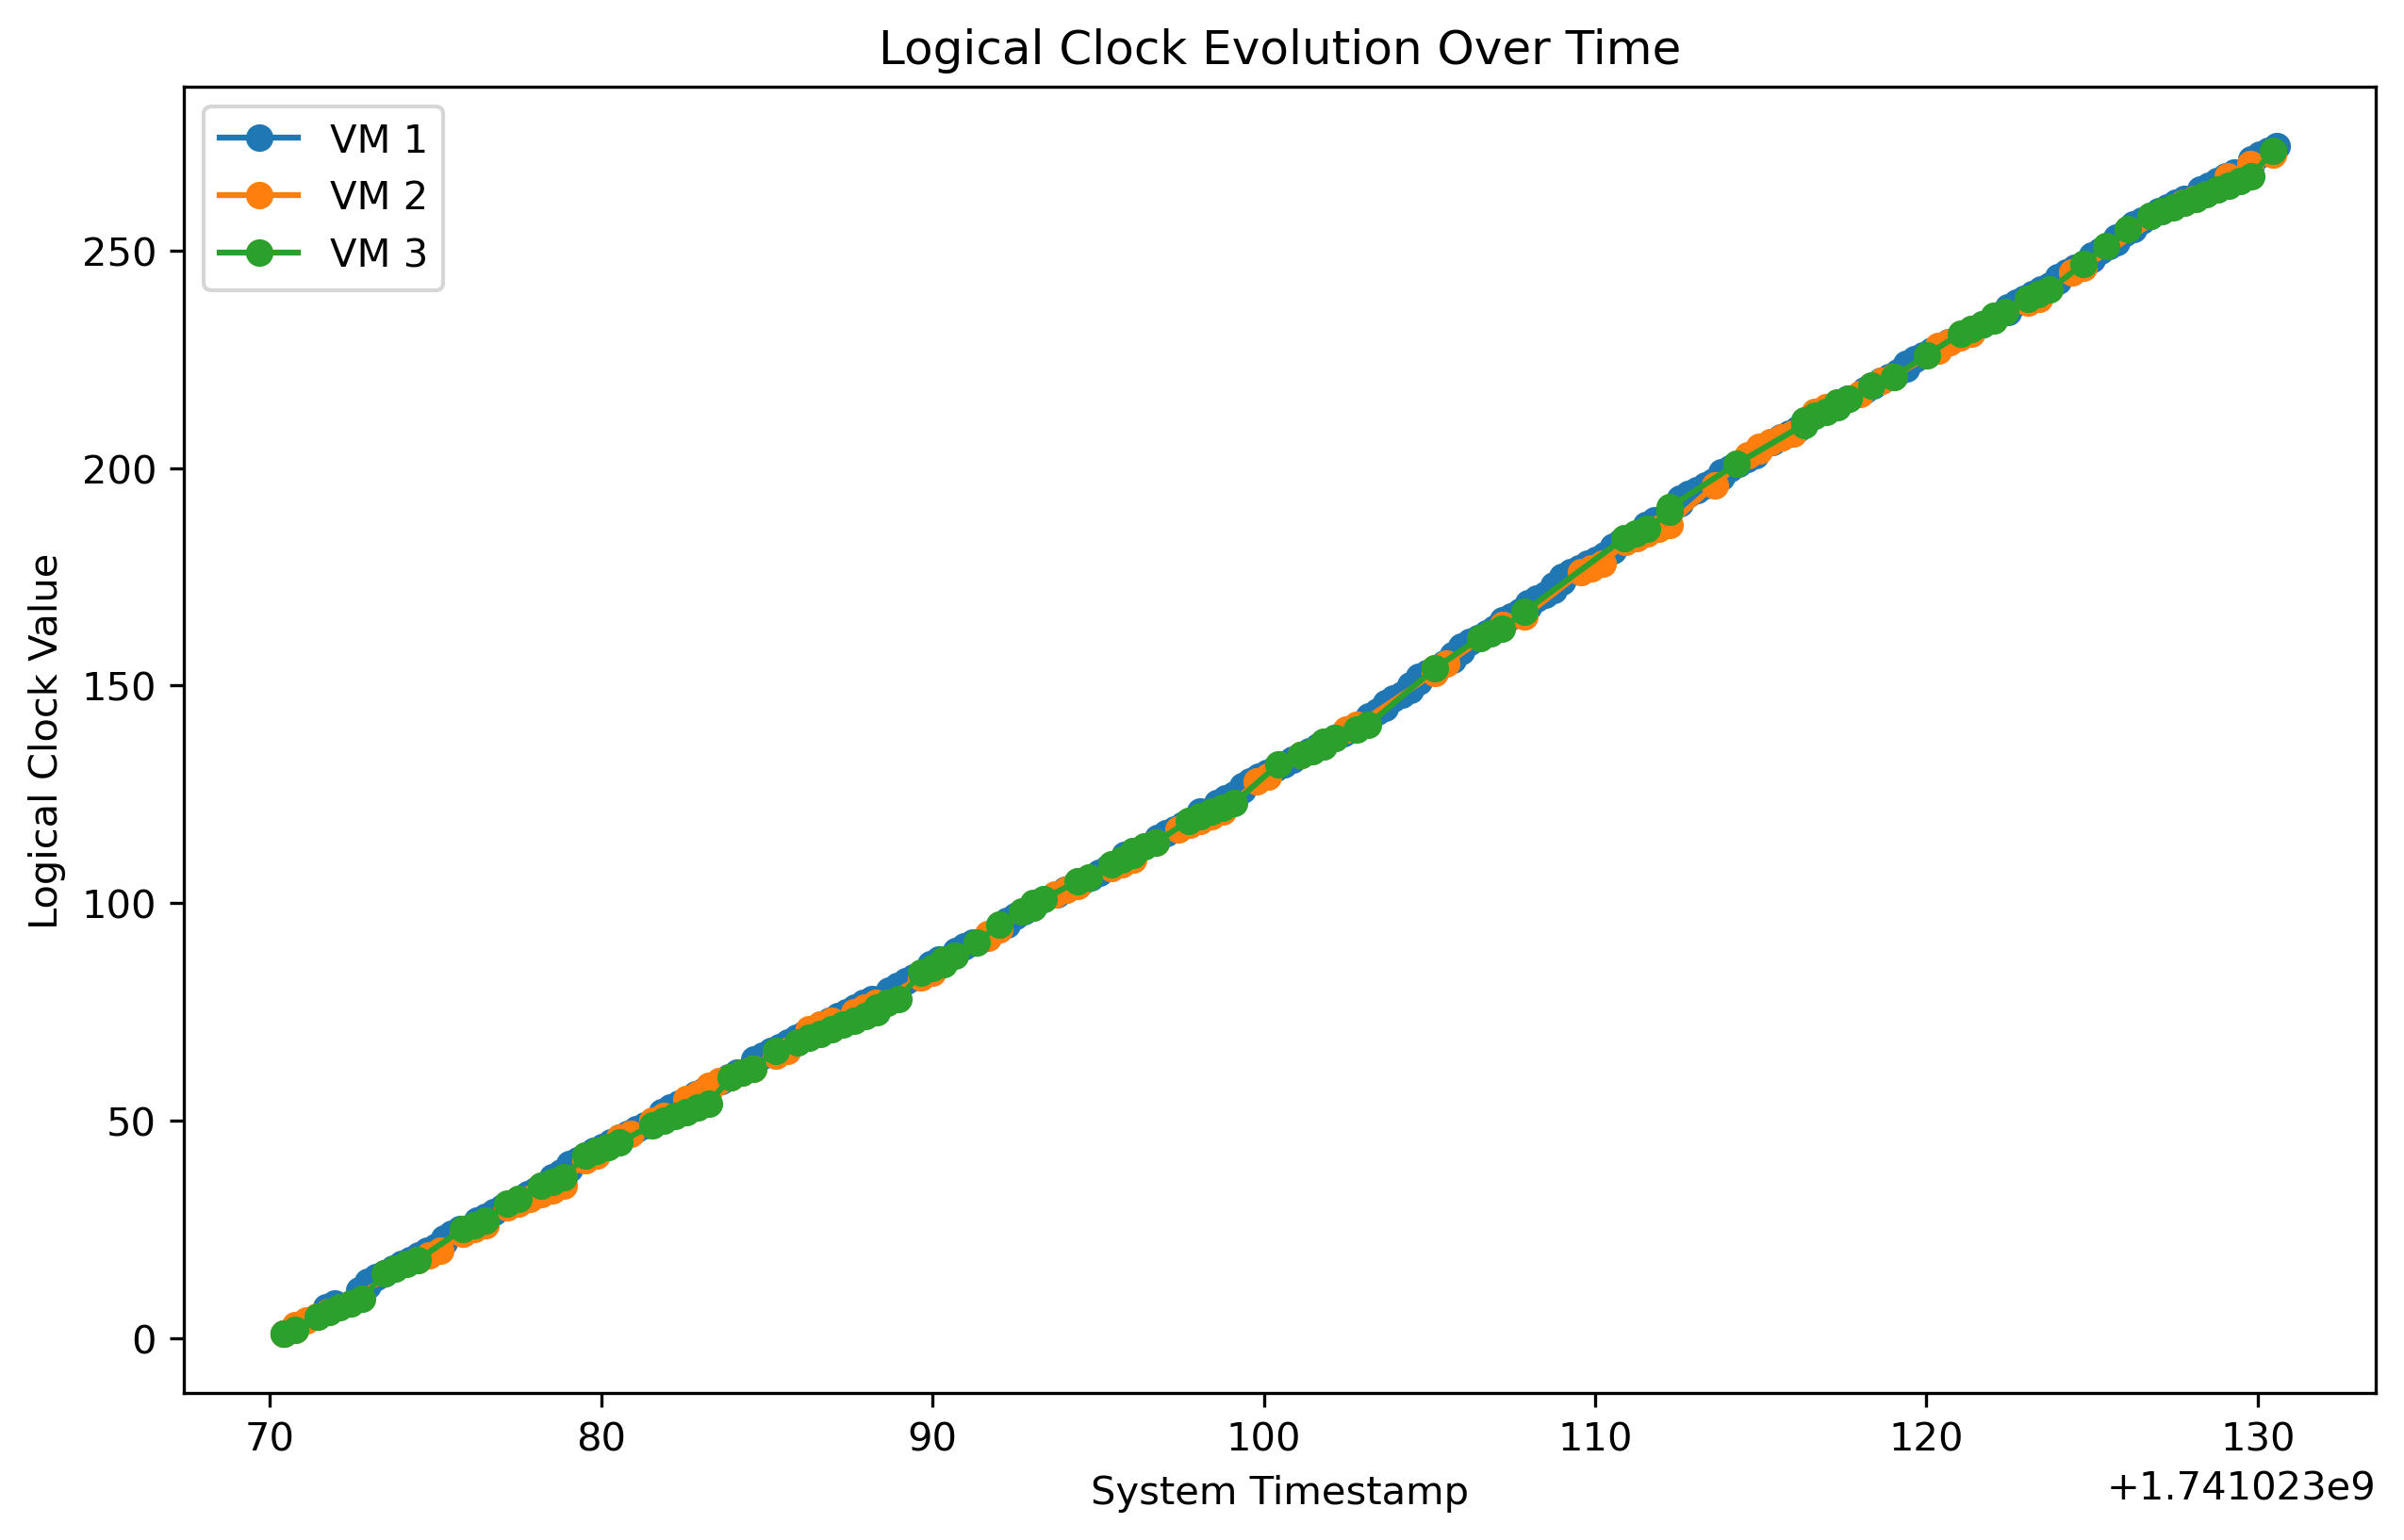 Logical Clock Evolution Over Time
VM 1
VM 2
VM 3
Logical Clock Value
250
200
150
100
50
0
70 80 90 100 110 120 130
System Timestamp
+1.741023e9